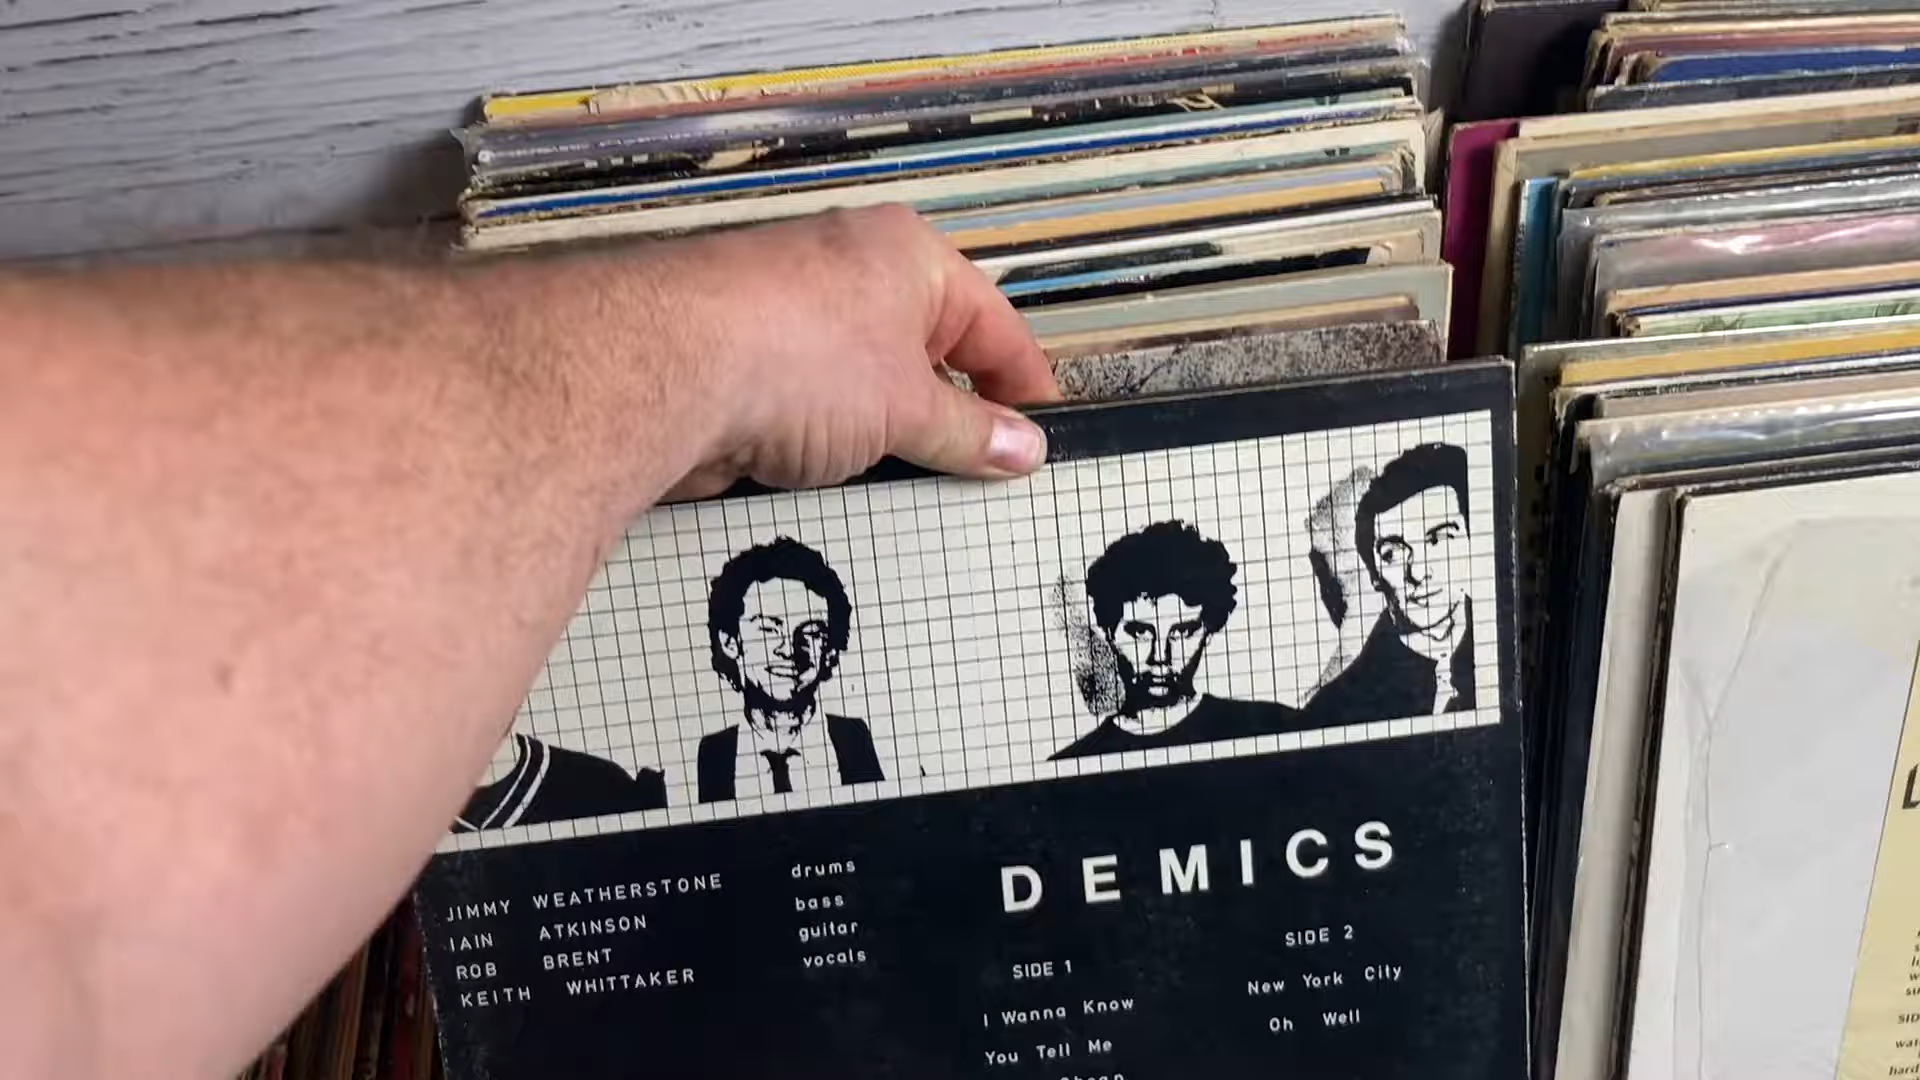 JIMMY WEATHERSTONE drums
IAIN ATKINSON bass
ROB BRENT guitar
KEITH WHITTAKER vocals
DEMICS
SIDE 1
I Wanna Know
You Tell Me
SIDE 2
New York City
Oh Well